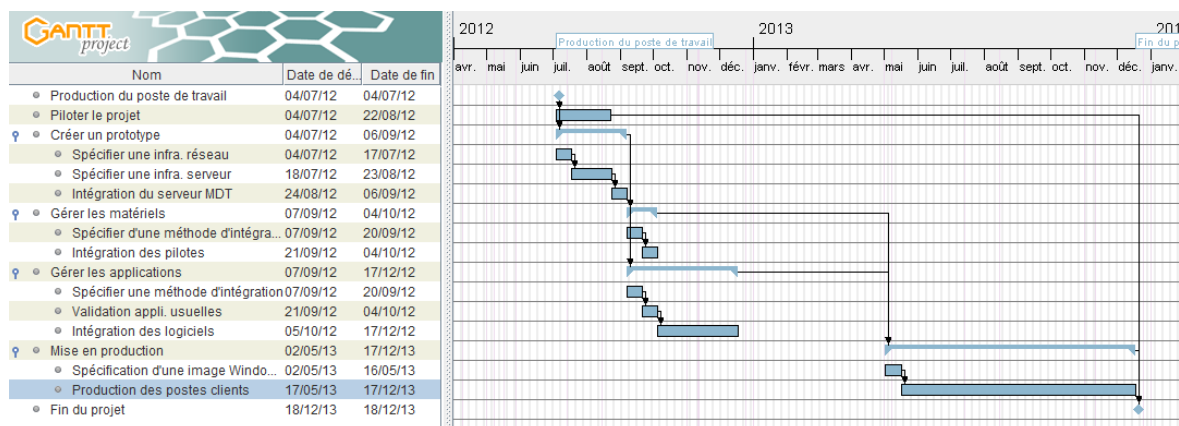 GANTT
project
2012
2013
201
Production du poste de travail
Fin du p
avr. mai juin juil. août sept. oct. nov. déc. janv. févr. mars avr. mai juin juil. août sept. oct. nov. déc. janv.
Nom Date de dé... Date de fin
Production du poste de travail 04/07/12 04/07/12
Piloter le projet 04/07/12 22/08/12
Créer un prototype 04/07/12 06/09/12
Spécifier une infra. réseau 04/07/12 17/07/12
Spécifier une infra. serveur 18/07/12 23/08/12
Intégration du serveur MDT 24/08/12 06/09/12
Gérer les matériels 07/09/12 04/10/12
Spécifier d'une méthode d'intégra... 07/09/12 20/09/12
Intégration des pilotes 21/09/12 04/10/12
Gérer les applications 07/09/12 17/12/12
Spécifier une méthode d'intégration 07/09/12 20/09/12
Validation appli. usuelles 21/09/12 04/10/12
Intégration des logiciels 05/10/12 17/12/12
Mise en production 02/05/13 17/12/13
Spécification d'une image Windo... 02/05/13 16/05/13
Production des postes clients 17/05/13 17/12/13
Fin du projet 18/12/13 18/12/13